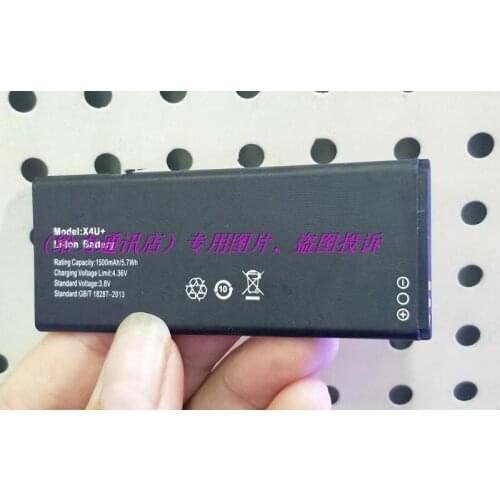 Model:X4U+
Li-ion Battery
通讯店）专用图片，盗图投诉
Rating Capacity:1500mAh/5.7Wh
Charging Voltage Limit:4.36V
Standard Voltage:3.8V
Standard:GB/T 18287-2013
10